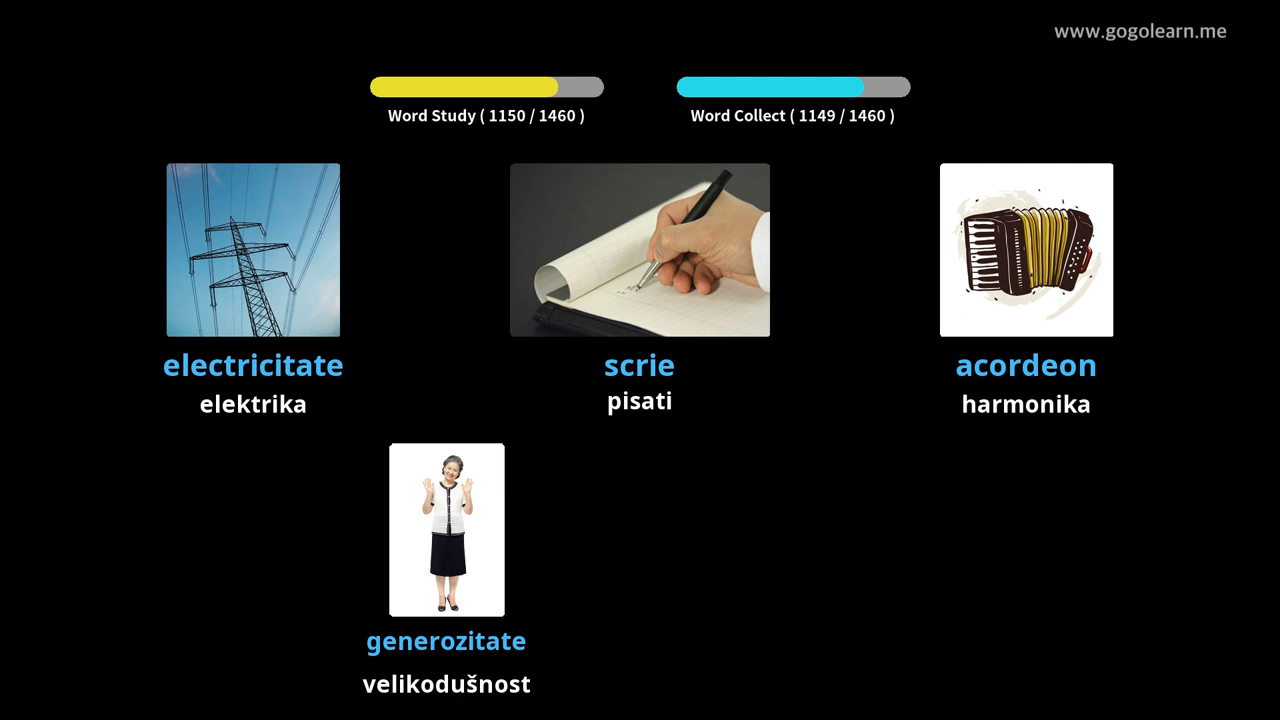 www.gogolearn.me
Word Study ( 1150 / 1460 )
Word Collect ( 1149 / 1460 )
electricitate
scrie
acordeon
elektrika
pisati
harmonika
generozitate
velikodušnost